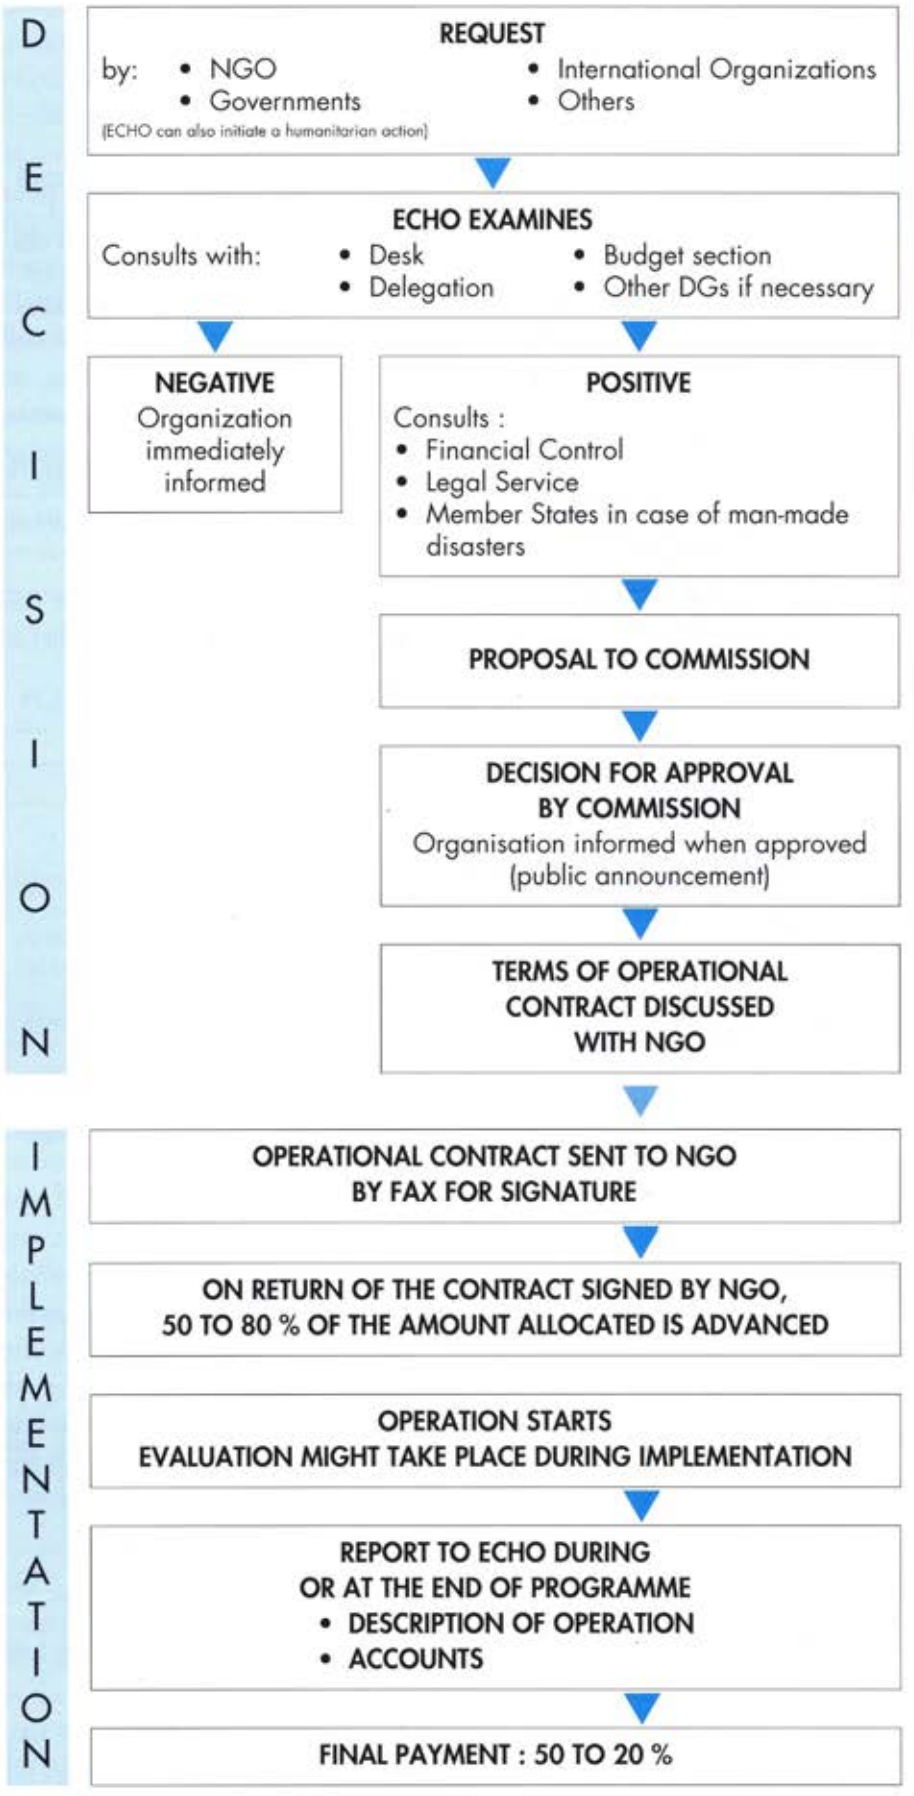 DECISION
REQUEST
by: • NGO • International Organizations
• Governments • Others
(ECHO can also initiate a humanitarian action)
ECHO EXAMINES
Consults with: • Desk • Budget section
• Delegation • Other DGs if necessary
NEGATIVE
Organization
immediately
informed
POSITIVE
Consults :
• Financial Control
• Legal Service
• Member States in case of man-made
disasters
PROPOSAL TO COMMISSION
DECISION FOR APPROVAL
BY COMMISSION
Organisation informed when approved
(public announcement)
TERMS OF OPERATIONAL
CONTRACT DISCUSSED
WITH NGO
IMPLEMENTATION
OPERATIONAL CONTRACT SENT TO NGO
BY FAX FOR SIGNATURE
ON RETURN OF THE CONTRACT SIGNED BY NGO,
50 TO 80 % OF THE AMOUNT ALLOCATED IS ADVANCED
OPERATION STARTS
EVALUATION MIGHT TAKE PLACE DURING IMPLEMENTATION
REPORT TO ECHO DURING
OR AT THE END OF PROGRAMME
• DESCRIPTION OF OPERATION
• ACCOUNTS
FINAL PAYMENT : 50 TO 20 %